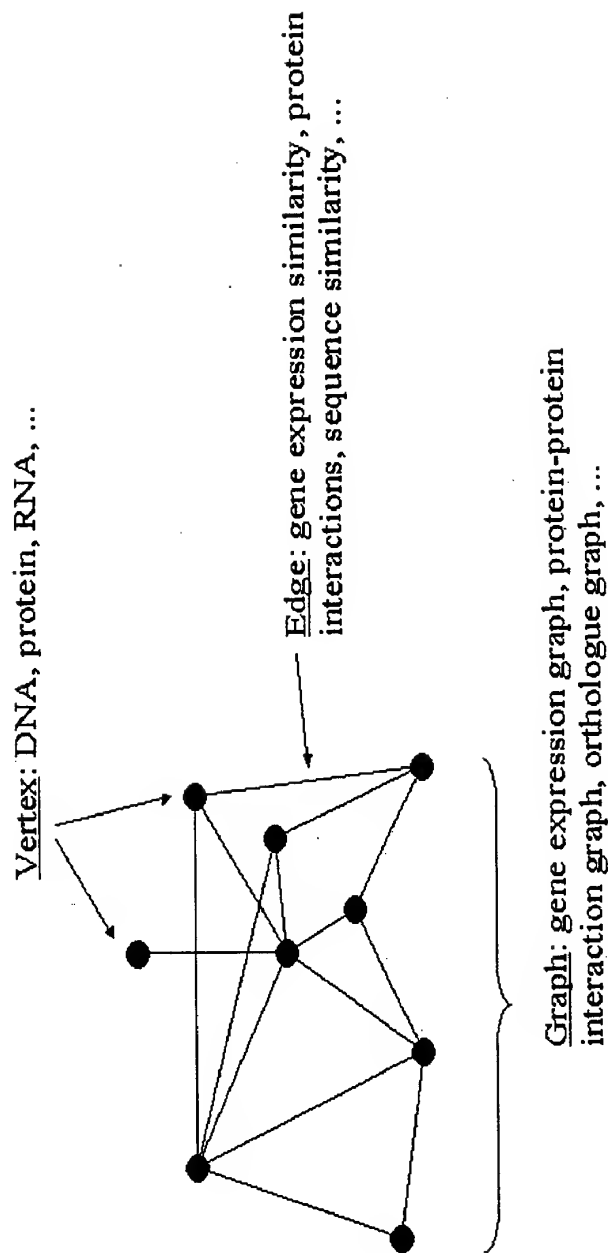 Vertex: DNA, protein, RNA, ...
Edge: gene expression similarity, protein
interactions, sequence similarity, ...
Graph: gene expression graph, protein-protein
interaction graph, orthologue graph, ...